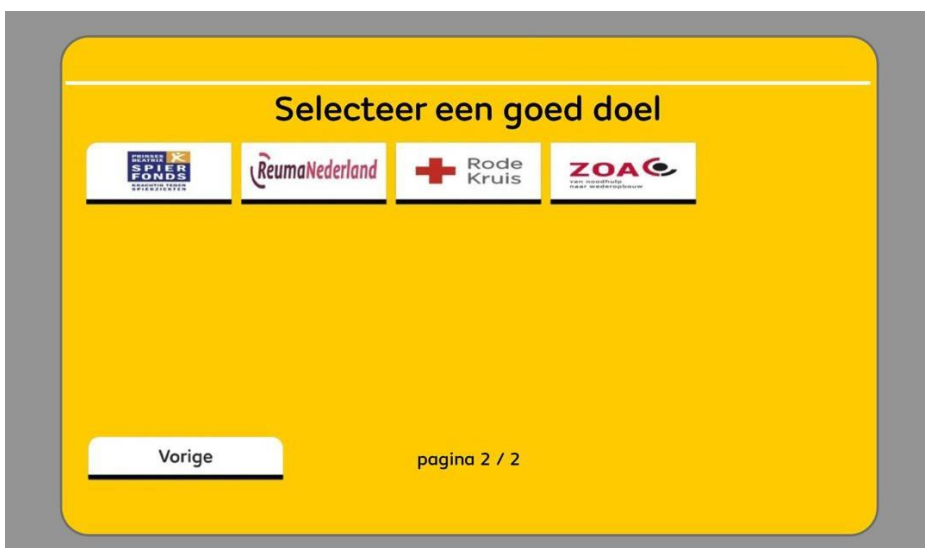 Selecteer een goed doel
PRINSES
BEATRIX
SPIER
FONDS
KRACHTIG TEGEN
SPIERZIEKTEN
ReumaNederland
Rode
Kruis
ZOA
van noodhulp
naar wederopbouw
Vorige
pagina 2 / 2